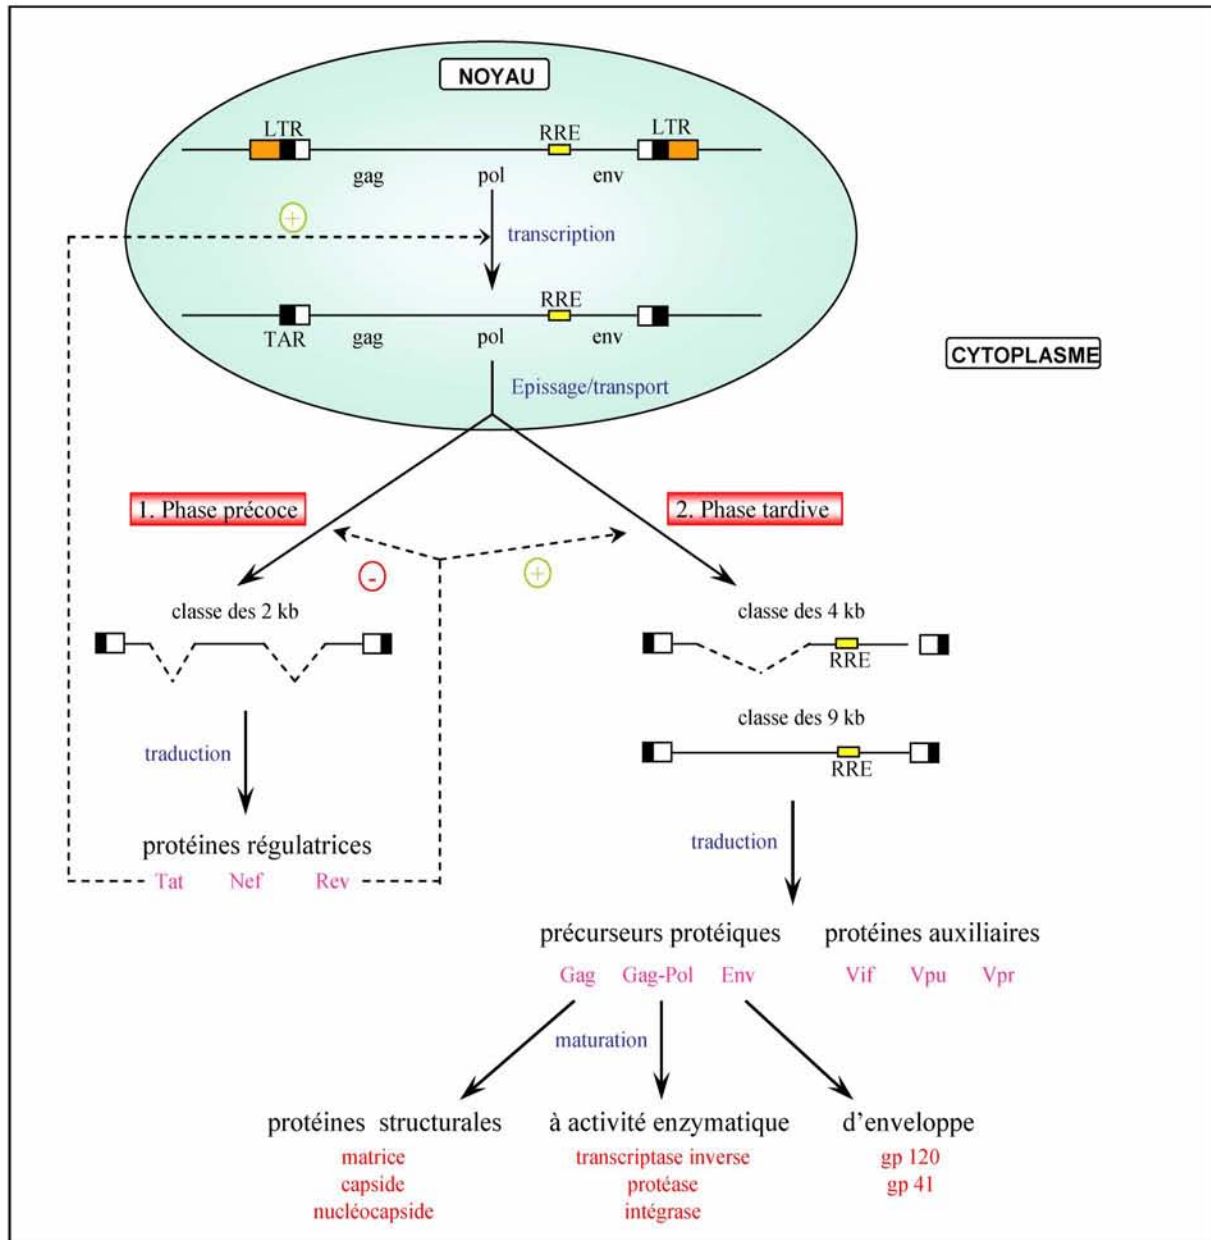 NOYAU
LTR
RRE
LTR
gag
pol
env
+
transcription
RRE
TAR
gag
pol
env
CYTOPLASME
Epissage/transport
1. Phase précoce
2. Phase tardive
-
+
classe des 2 kb
classe des 4 kb
RRE
classe des 9 kb
RRE
traduction
protéines régulatrices
Tat Nef Rev
traduction
précurseurs protéiques
protéines auxiliaires
Gag Gag-Pol Env
Vif Vpu Vpr
maturation
protéines structurales
à activité enzymatique
d'enveloppe
matrice
transcriptase inverse
gp 120
capside
protéase
gp 41
nucléocapside
intégrase